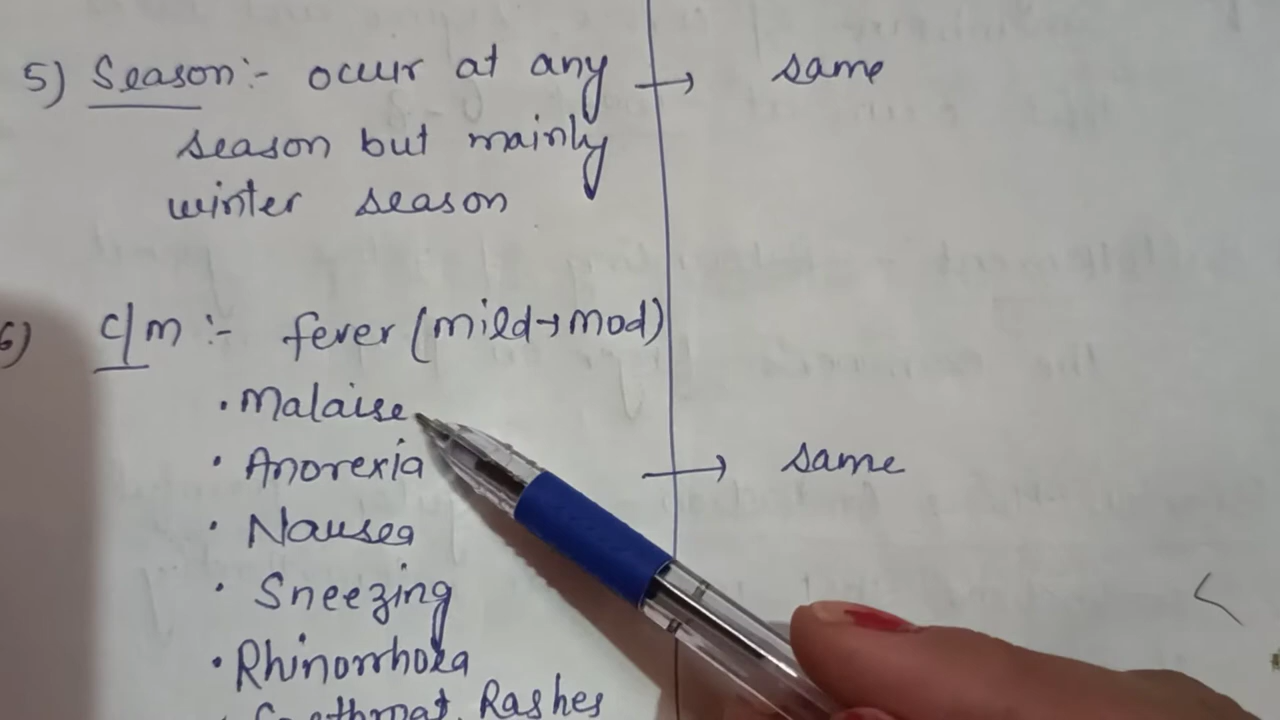 5) Season:- occur at any → same
season but mainly
winter season
6) c/m :- fever (mild→mod)
• Malaise
• Anorexia → same
• Nausea
• Sneezing
• Rhinorrhoea
• Sorethroat, Rashes